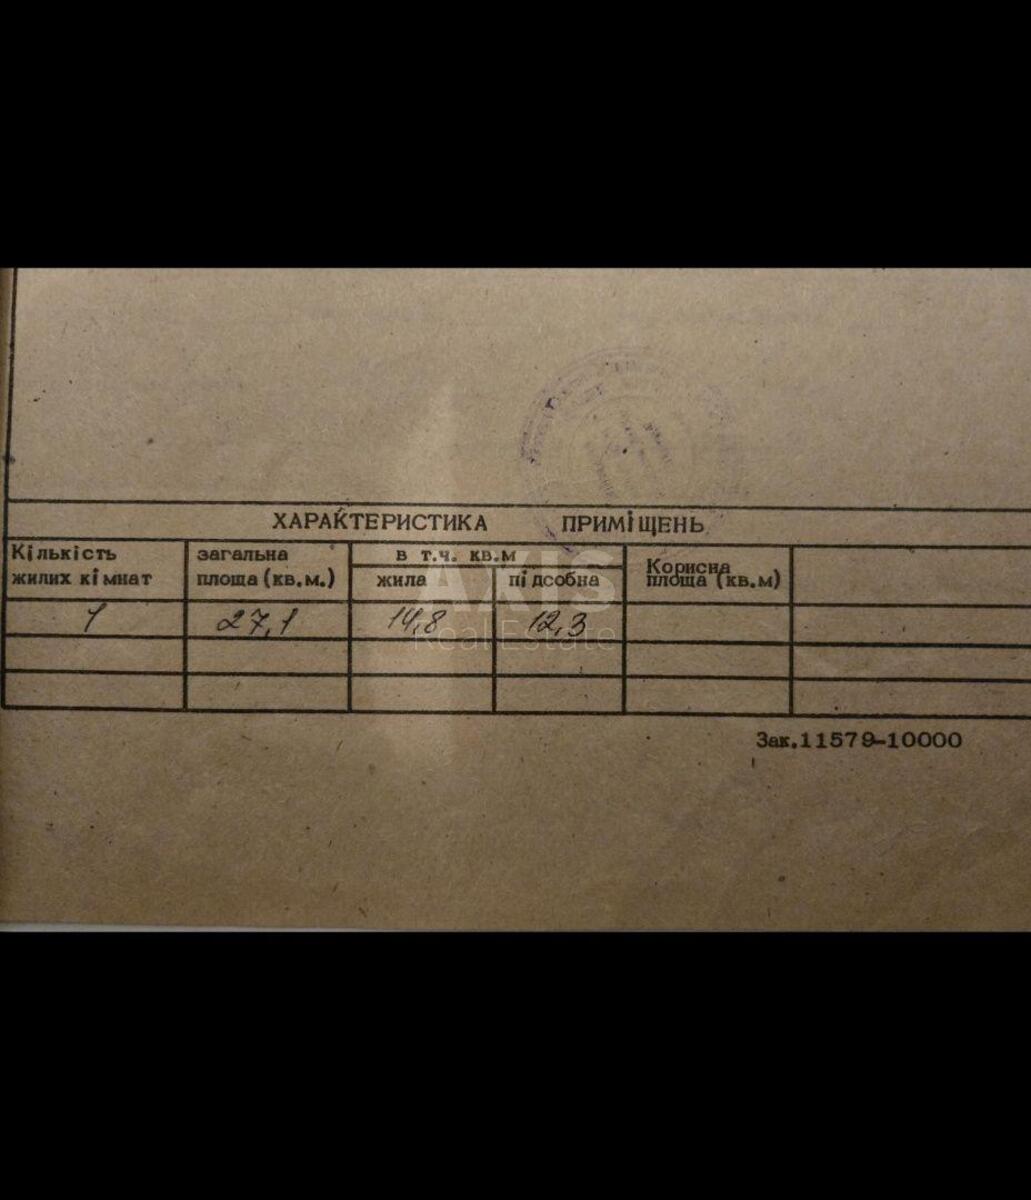 ХАРАКТЕРИСТИКА ПРИМІЩЕНЬ
Кількість жилих кімнат
загальна площа (кв.м.)
в т.ч. кв.м
жила
підсобна
Корисна площа (кв.м)
1 27,1 14,8 12,3
AXIS
Real Estate
Зак.11579-10000